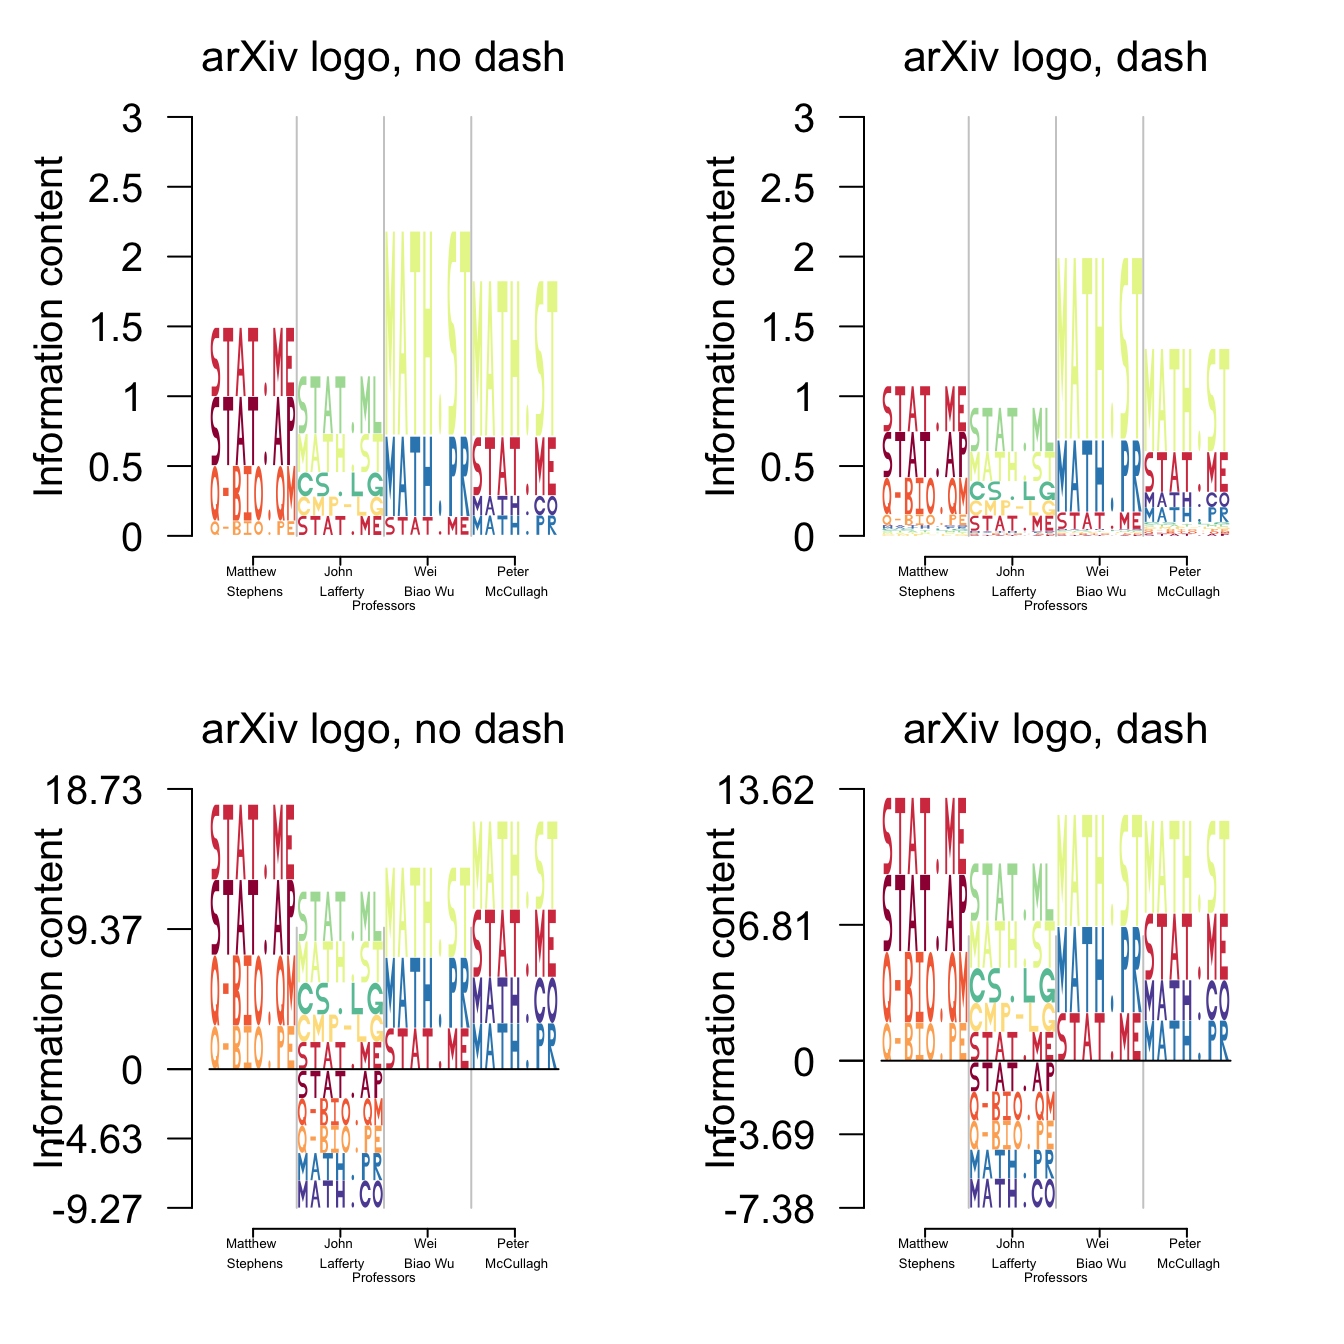 arXiv logo, no dash
Information content
3
2.5
2
1.5
1
0.5
0
STAT.ME
STAT.AP
Q-BIO.QM
Q-BIO.PE
STAT.ML
MATH.ST
CS.LG
CMP-LG
STAT.ME
MATH.ST
MATH.PR
STAT.ME
MATH.ST
STAT.ME
MATH.CO
MATH.PR
Matthew
Stephens
John
Lafferty
Wei
Biao Wu
Peter
McCullagh
Professors
arXiv logo, dash
Information content
3
2.5
2
1.5
1
0.5
0
STAT.ME
STAT.AP
Q-BIO.QM
Q-BIO.PE
STAT.ML
MATH.ST
CS.LG
CMP-LG
STAT.ME
MATH.ST
MATH.PR
STAT.ME
MATH.ST
STAT.ME
MATH.CO
MATH.PR
Matthew
Stephens
John
Lafferty
Wei
Biao Wu
Peter
McCullagh
Professors
arXiv logo, no dash
Information content
18.73
9.37
0
-4.63
-9.27
STAT.ME
STAT.AP
Q-BIO.QM
Q-BIO.PE
STAT.ML
MATH.ST
CS.LG
CMP-LG
STAT.ME
STAT.AP
Q-BIO.QM
Q-BIO.PE
MATH.PR
MATH.CO
MATH.ST
MATH.PR
STAT.ME
MATH.ST
STAT.ME
MATH.CO
MATH.PR
Matthew
Stephens
John
Lafferty
Wei
Biao Wu
Peter
McCullagh
Professors
arXiv logo, dash
Information content
13.62
6.81
0
-3.69
-7.38
STAT.ME
STAT.AP
Q-BIO.QM
Q-BIO.PE
STAT.ML
MATH.ST
CS.LG
CMP-LG
STAT.ME
STAT.AP
Q-BIO.QM
Q-BIO.PE
MATH.PR
MATH.CO
MATH.ST
MATH.PR
STAT.ME
MATH.ST
STAT.ME
MATH.CO
MATH.PR
Matthew
Stephens
John
Lafferty
Wei
Biao Wu
Peter
McCullagh
Professors